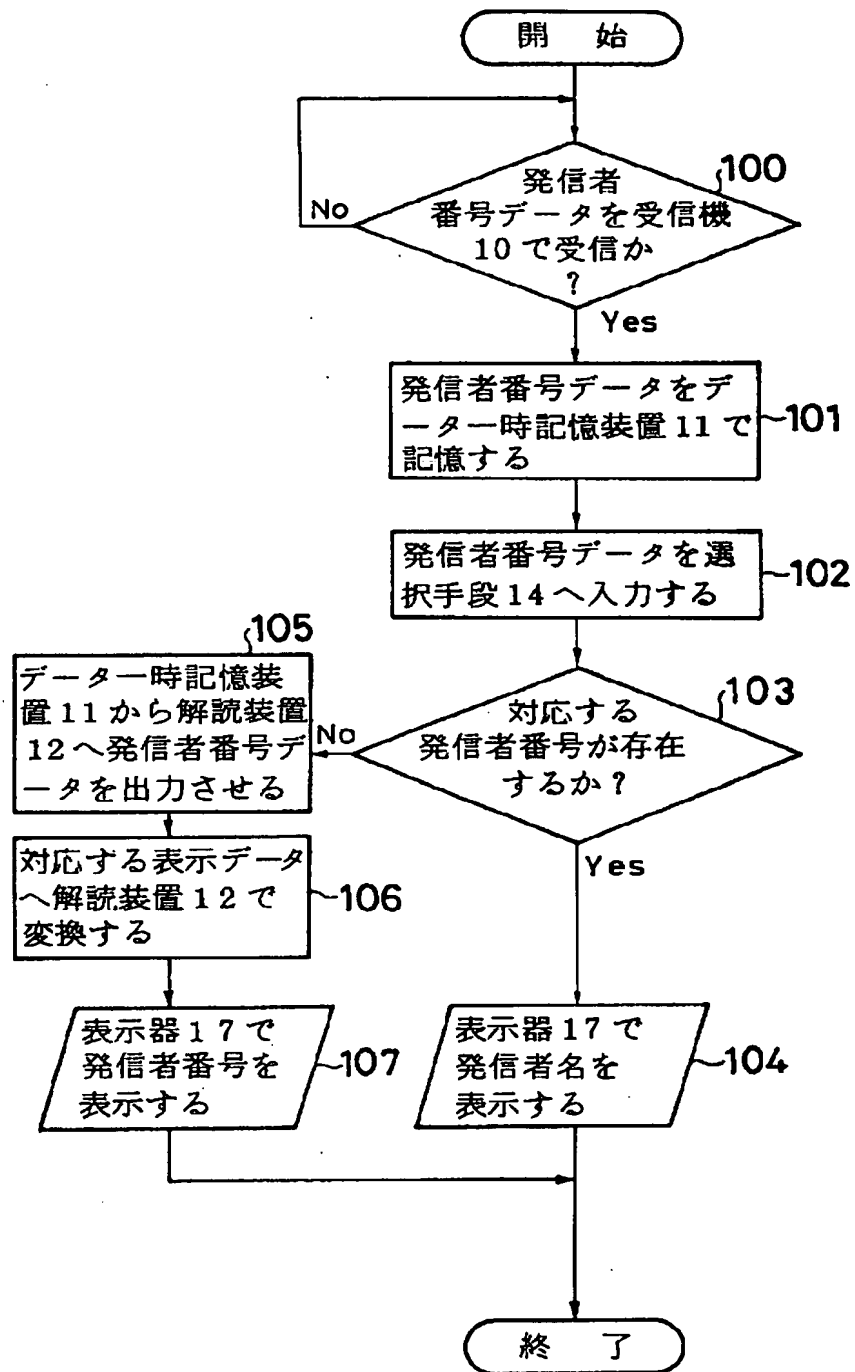 開 始
100
発信者
番号データを受信機
10で受信か
?
No
Yes
発信者番号データをデ
ータ一時記憶装置11で
記憶する
101
発信者番号データを選
択手段14へ入力する
102
対応する
発信者番号が存在
するか?
103
No
Yes
105
データ一時記憶装
置11から解読装置
12へ発信者番号デ
ータを出力させる
対応する表示データ
へ解読装置12で
変換する
106
表示器17で
発信者番号を
表示する
107
表示器17で
発信者名を
表示する
104
終 了